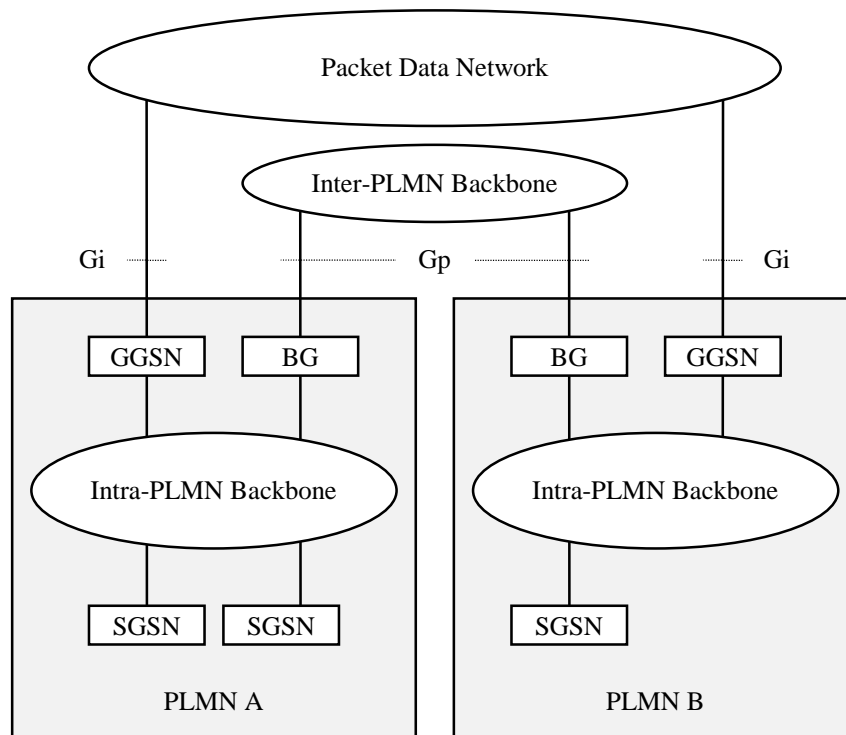 Packet Data Network
Inter-PLMN Backbone
Gi
Gp
Gi
GGSN
BG
BG
GGSN
Intra-PLMN Backbone
Intra-PLMN Backbone
SGSN
SGSN
SGSN
PLMN A
PLMN B